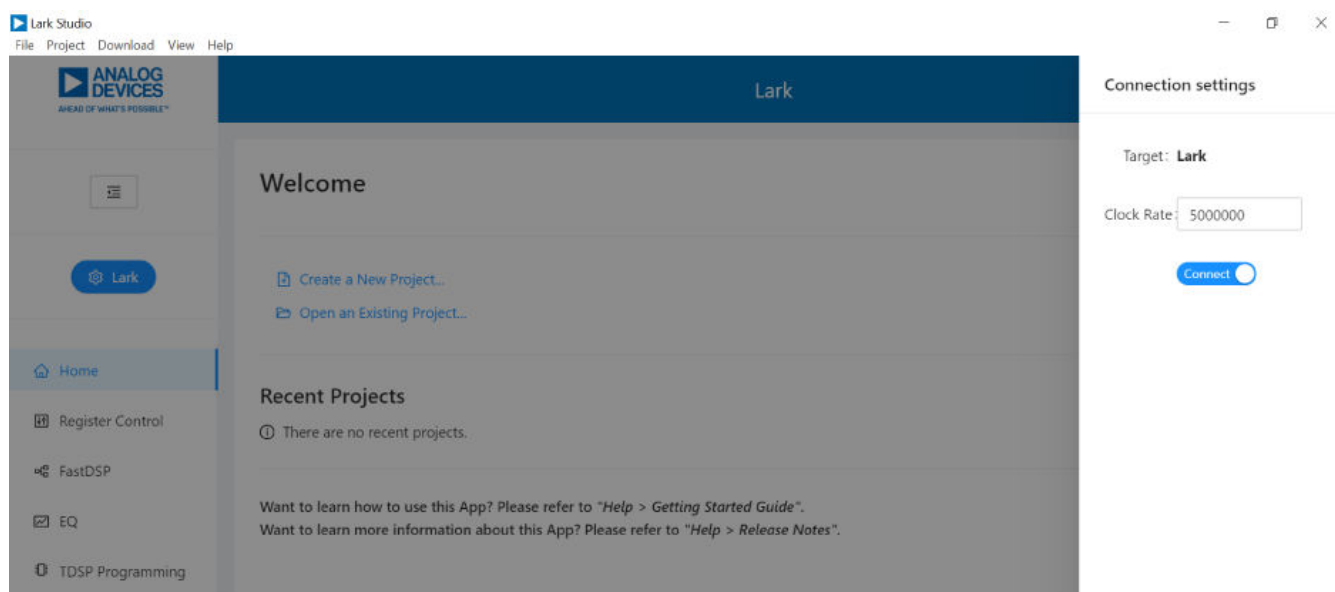 Lark Studio
File Project Download View Help
ANALOG
DEVICES
AHEAD OF WHAT'S POSSIBLE™
Lark
Connection settings
Target: Lark
Clock Rate: 5000000
Connect
Welcome
Lark
Create a New Project...
Open an Existing Project...
Home
Register Control
FastDSP
EQ
TDSP Programming
Recent Projects
There are no recent projects.
Want to learn how to use this App? Please refer to "Help > Getting Started Guide".
Want to learn more information about this App? Please refer to "Help > Release Notes".